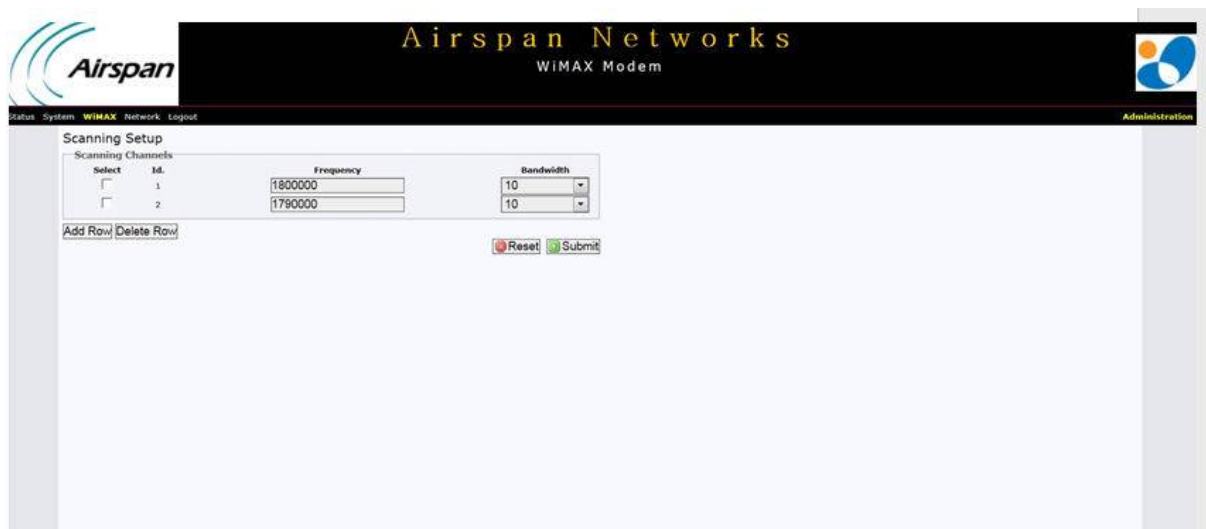 Airspan
Airspan Networks
WiMAX Modem
Status System WiMAX Network Logout
Administration
Scanning Setup
Scanning Channels
Select Id. Frequency Bandwidth
1 1800000 10
2 1790000 10
Add Row Delete Row
Reset Submit